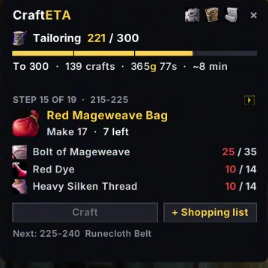 CraftETA ×
Tailoring 221 / 300
To 300 · 139 crafts · 365g 77s · ~8 min
STEP 15 OF 19 · 215-225
Red Mageweave Bag
Make 17 · 7 left
Bolt of Mageweave 25 / 35
Red Dye 10 / 14
Heavy Silken Thread 10 / 14
Craft + Shopping list
Next: 225-240 Runecloth Belt